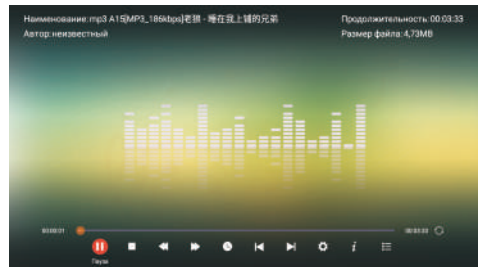 Наименование: mp3 A15[MP3_186kbps]老狼 - 睡在我上铺的兄弟
Продолжительность: 00:03:33
Автор: неизвестный
Размер файла: 4,73MB
00:00:01
00:03:33
Пауза